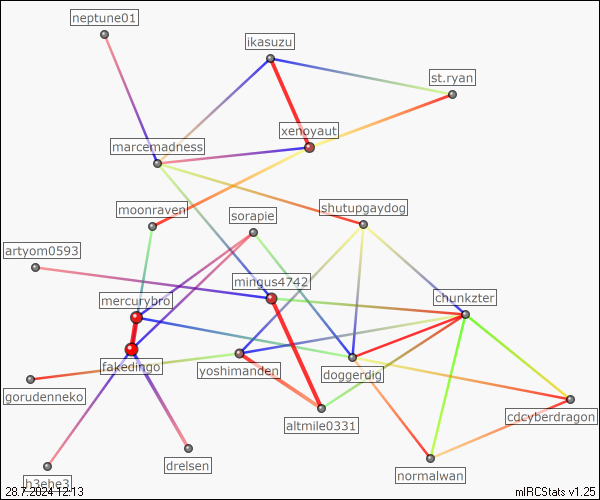 neptune01
ikasuzu
st.ryan
xenoyaut
marcemadness
moonraven
sorapie
shutupgaydog
artyom0593
mingus4742
mercurybro
chunkzter
fakedingo
yoshimanden
doggerdig
gorudenneko
cdcyberdragon
altmile0331
drelsen
normalwan
h3ehe3
28.7.2024 12:13
mIRCStats v1.25